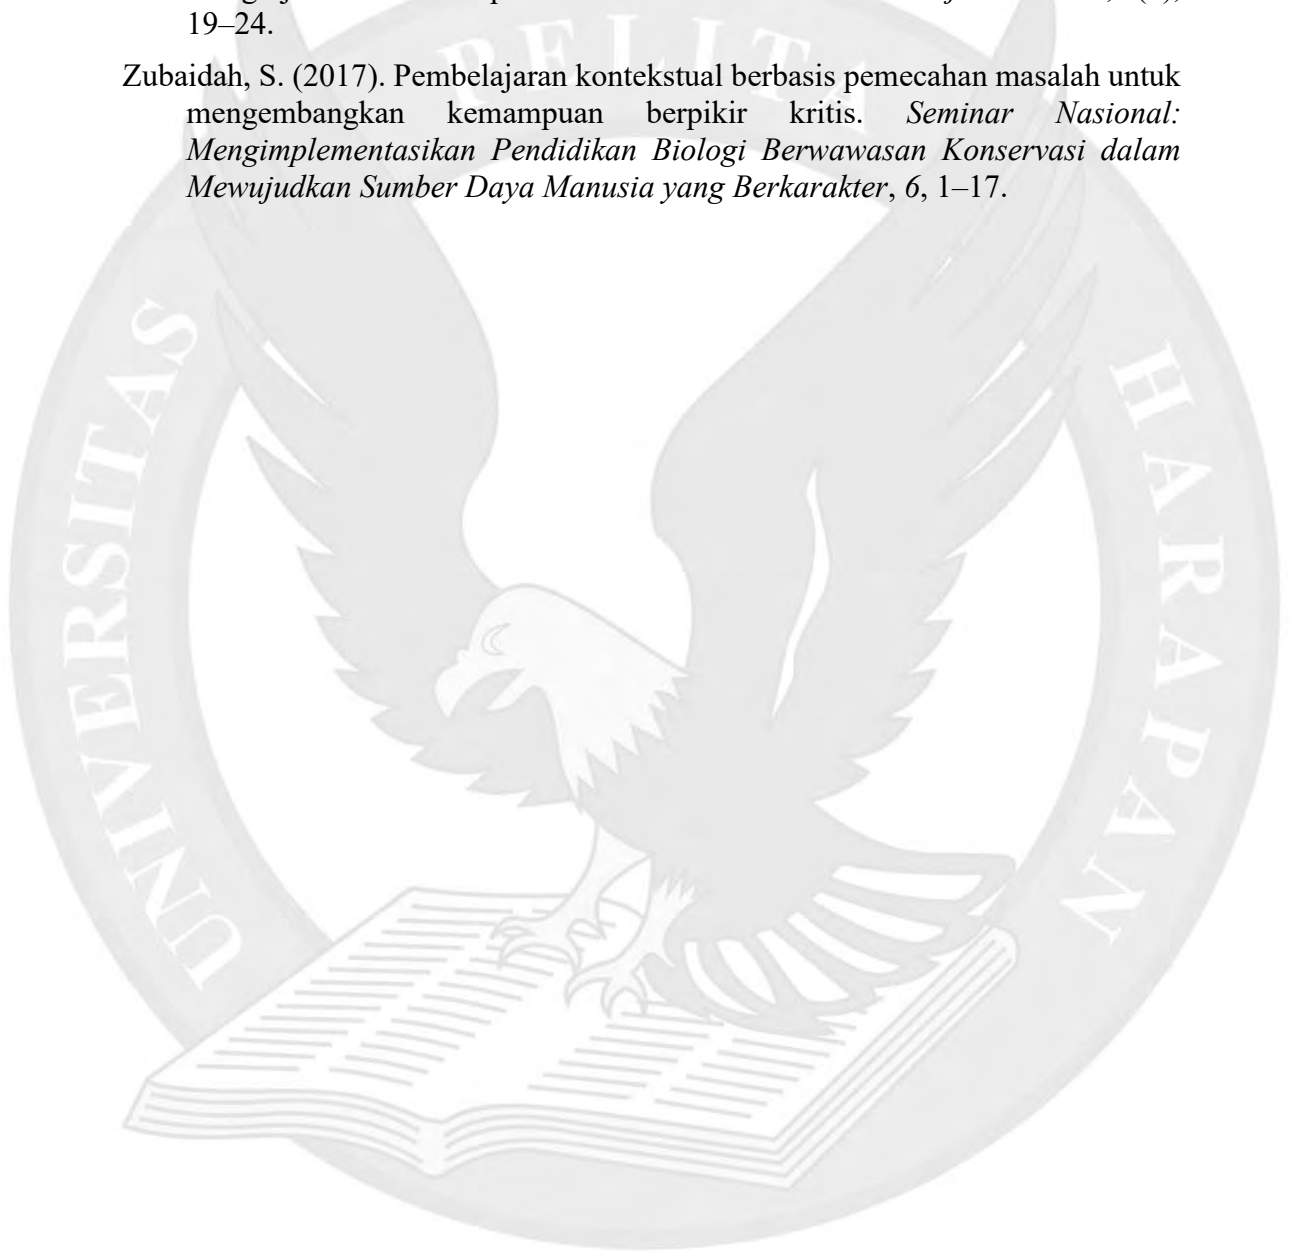 19–24.
Zubaidah, S. (2017). Pembelajaran kontekstual berbasis pemecahan masalah untuk
mengembangkan kemampuan berpikir kritis. Seminar Nasional:
Mengimplementasikan Pendidikan Biologi Berwawasan Konservasi dalam
Mewujudkan Sumber Daya Manusia yang Berkarakter, 6, 1–17.
UNIVERSITAS PELITA HARAPAN